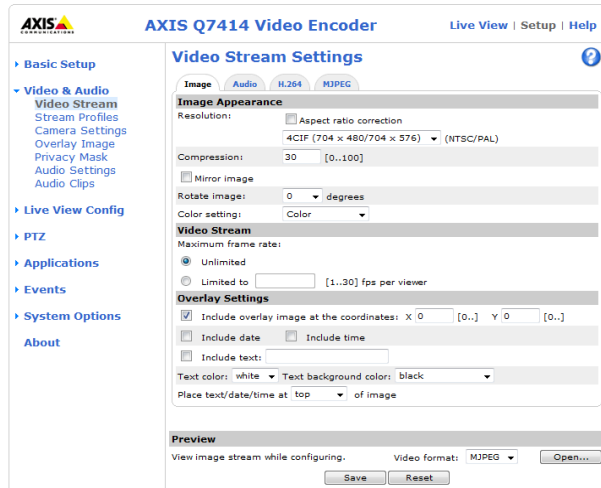 AXIS
COMMUNICATIONS
AXIS Q7414 Video Encoder
Live View | Setup | Help
Basic Setup
Video & Audio
Video Stream
Stream Profiles
Camera Settings
Overlay Image
Privacy Mask
Audio Settings
Audio Clips
Live View Config
PTZ
Applications
Events
System Options
About
Video Stream Settings
?
Image
Audio
H.264
MJPEG
Image Appearance
Resolution:
Aspect ratio correction
4CIF (704 x 480/704 x 576) (NTSC/PAL)
Compression: 30 [0..100]
Mirror image
Rotate image: 0 degrees
Color setting: Color
Video Stream
Maximum frame rate:
Unlimited
Limited to [1..30] fps per viewer
Overlay Settings
Include overlay image at the coordinates: X 0 [0..] Y 0 [0..]
Include date Include time
Include text:
Text color: white Text background color: black
Place text/date/time at top of image
Preview
View image stream while configuring. Video format: MJPEG Open...
Save Reset